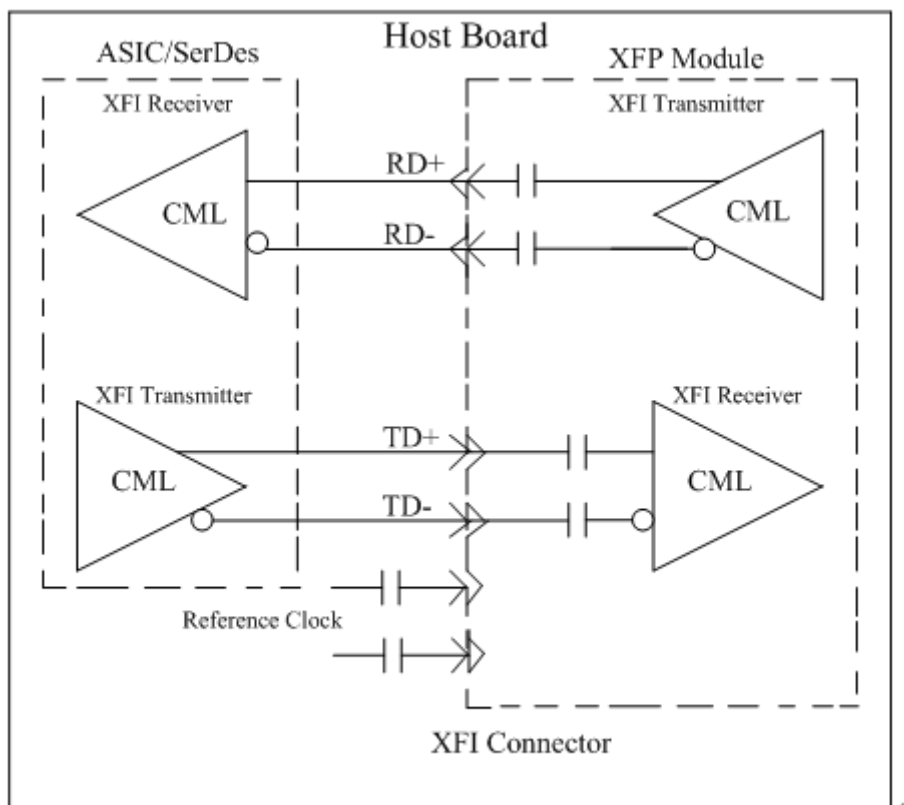 Host Board
ASIC/SerDes
XFP Module
XFI Receiver
XFI Transmitter
RD+
CML
CML
RD-
XFI Transmitter
XFI Receiver
TD+
CML
CML
TD-
Reference Clock
XFI Connector